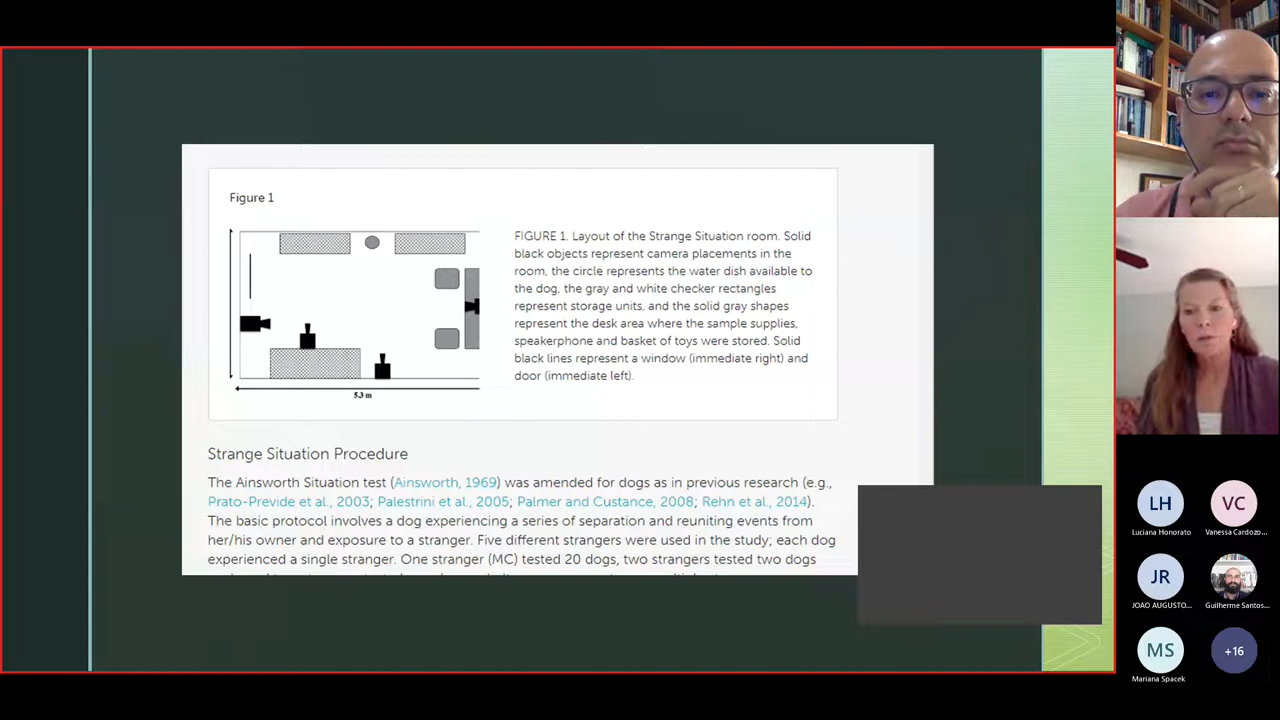 Figure 1
5.3 m
FIGURE 1. Layout of the Strange Situation room. Solid
black objects represent camera placements in the
room, the circle represents the water dish available to
the dog, the gray and white checker rectangles
represent storage units, and the solid gray shapes
represent the desk area where the sample supplies,
speakerphone and basket of toys were stored. Solid
black lines represent a window (immediate right) and
door (immediate left).
Strange Situation Procedure
The Ainsworth Situation test (Ainsworth, 1969) was amended for dogs as in previous research (e.g.,
Prato-Previde et al., 2003; Palestrini et al., 2005; Palmer and Custance, 2008; Rehn et al., 2014).
The basic protocol involves a dog experiencing a series of separation and reuniting events from
her/his owner and exposure to a stranger. Five different strangers were used in the study; each dog
experienced a single stranger. One stranger (MC) tested 20 dogs, two strangers tested two dogs
LH
Luciana Honorato
VC
Vanessa Cardozo...
JR
JOAO AUGUSTO...
Guilherme Santos...
MS
Mariana Spacek
+16